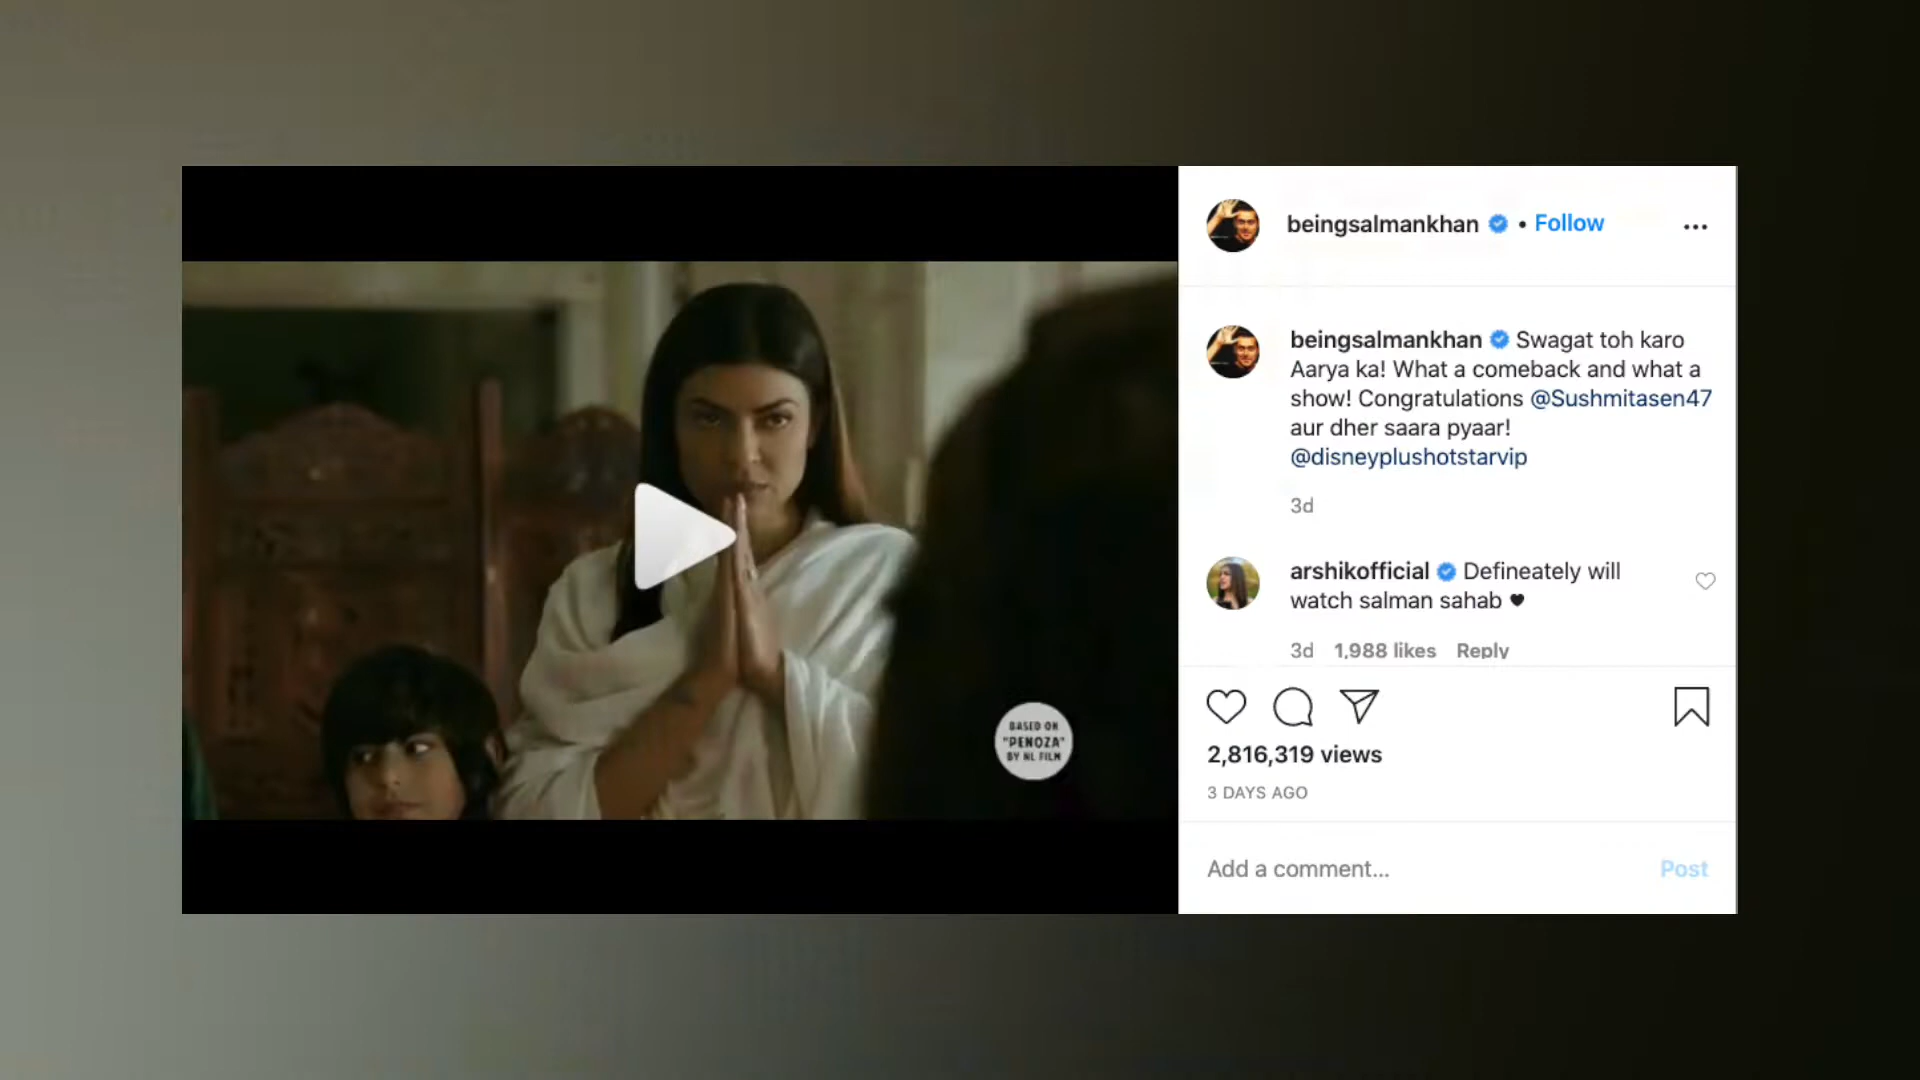 beingsalmankhan • Follow
beingsalmankhan Swagat toh karo
Aarya ka! What a comeback and what a
show! Congratulations @Sushmitasen47
aur dher saara pyaar!
@disneyplushotstarvip
3d
arshikofficial Defineately will
watch salman sahab 🖤
3d 1,988 likes Reply
BASED ON
"PENOZA"
BY NL FILM
2,816,319 views
3 DAYS AGO
Add a comment... Post